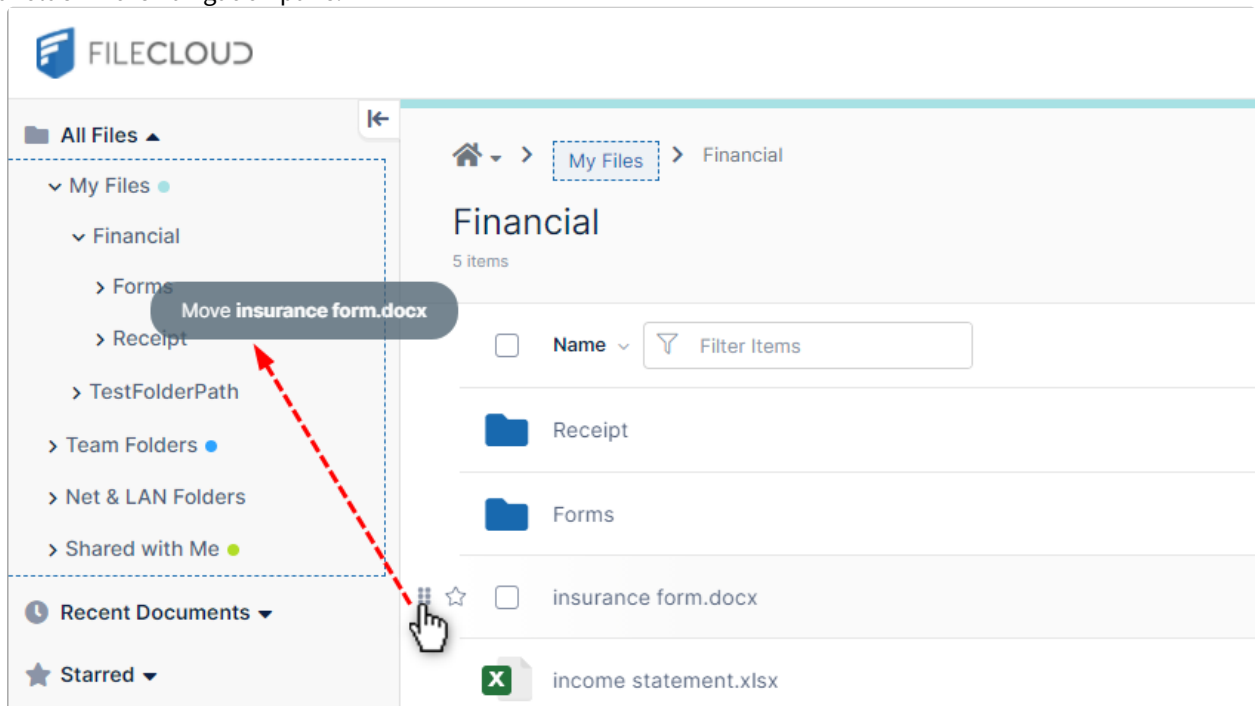 FILECLOUD
All Files
My Files
Financial
Forms
Move insurance form.docx
Receipt
TestFolderPath
Team Folders
Net & LAN Folders
Shared with Me
Recent Documents
Starred
My Files > Financial
Financial
5 items
Name
Filter Items
Receipt
Forms
insurance form.docx
X
income statement.xlsx